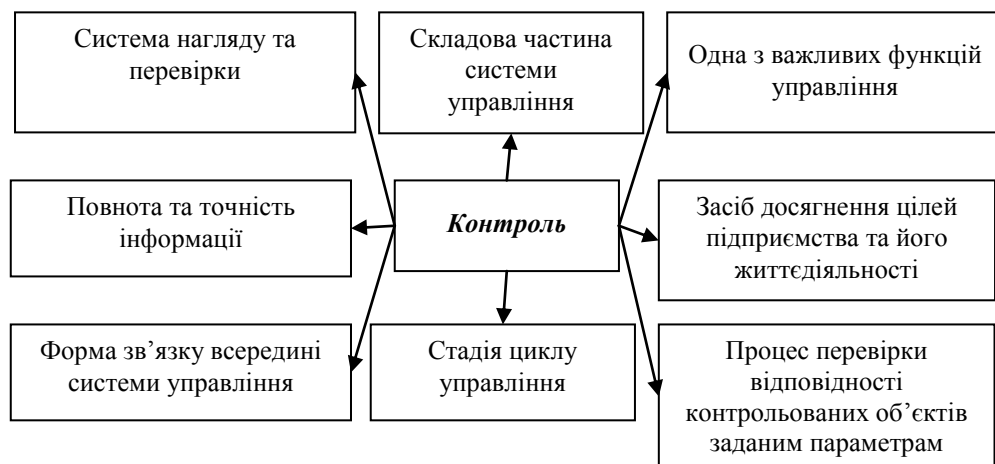 Система нагляду та
перевірки
Складова частина
системи
управління
Одна з важливих функцій
управління
Повнота та точність
інформації
Контроль
Засіб досягнення цілей
підприємства та його
життєдіяльності
Форма зв’язку всередині
системи управління
Стадія циклу
управління
Процес перевірки
відповідності
контрольованих об’єктів
заданим параметрам